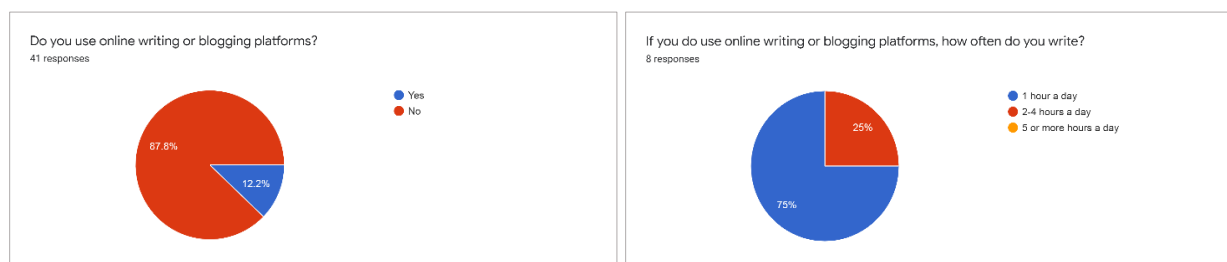 Do you use online writing or blogging platforms?
41 responses
Yes
No
87.8%
12.2%
If you do use online writing or blogging platforms, how often do you write?
8 responses
1 hour a day
2-4 hours a day
5 or more hours a day
25%
75%